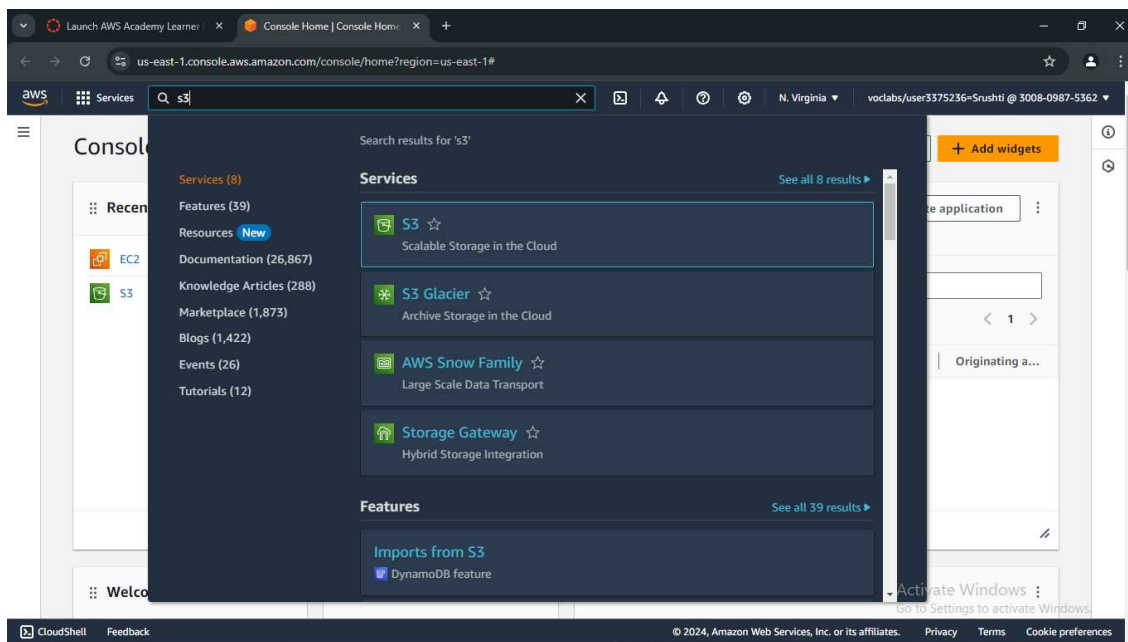 Launch AWS Academy Learner
Console Home | Console Home
us-east-1.console.aws.amazon.com/console/home?region=us-east-1#
aws
Services
s3
N. Virginia
voclabs/user3375236=Srushti @ 3008-0987-5362
Consol
Add widgets
Search results for 's3'
Services (8)
Features (39)
Resources New
Documentation (26,867)
Knowledge Articles (288)
Marketplace (1,873)
Blogs (1,422)
Events (26)
Tutorials (12)
Services
See all 8 results
S3
Scalable Storage in the Cloud
S3 Glacier
Archive Storage in the Cloud
AWS Snow Family
Large Scale Data Transport
Storage Gateway
Hybrid Storage Integration
Features
See all 39 results
Imports from S3
DynamoDB feature
Recen
EC2
S3
te application
1
Originating a...
Welco
Activate Windows
Go to Settings to activate Windows.
CloudShell
Feedback
© 2024, Amazon Web Services, Inc. or its affiliates.
Privacy
Terms
Cookie preferences